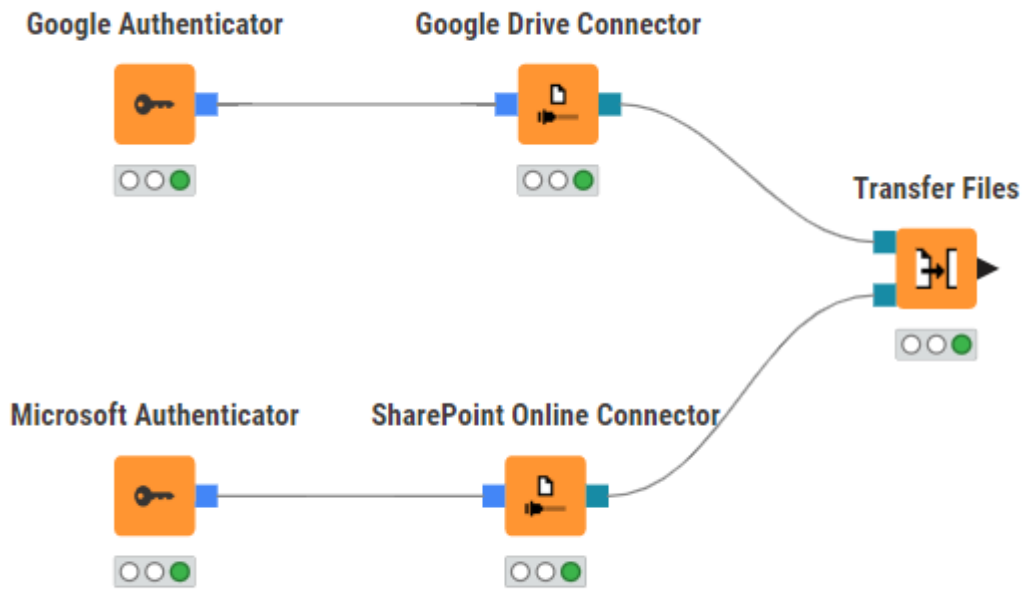 Google Authenticator
Google Drive Connector
Transfer Files
Microsoft Authenticator
SharePoint Online Connector